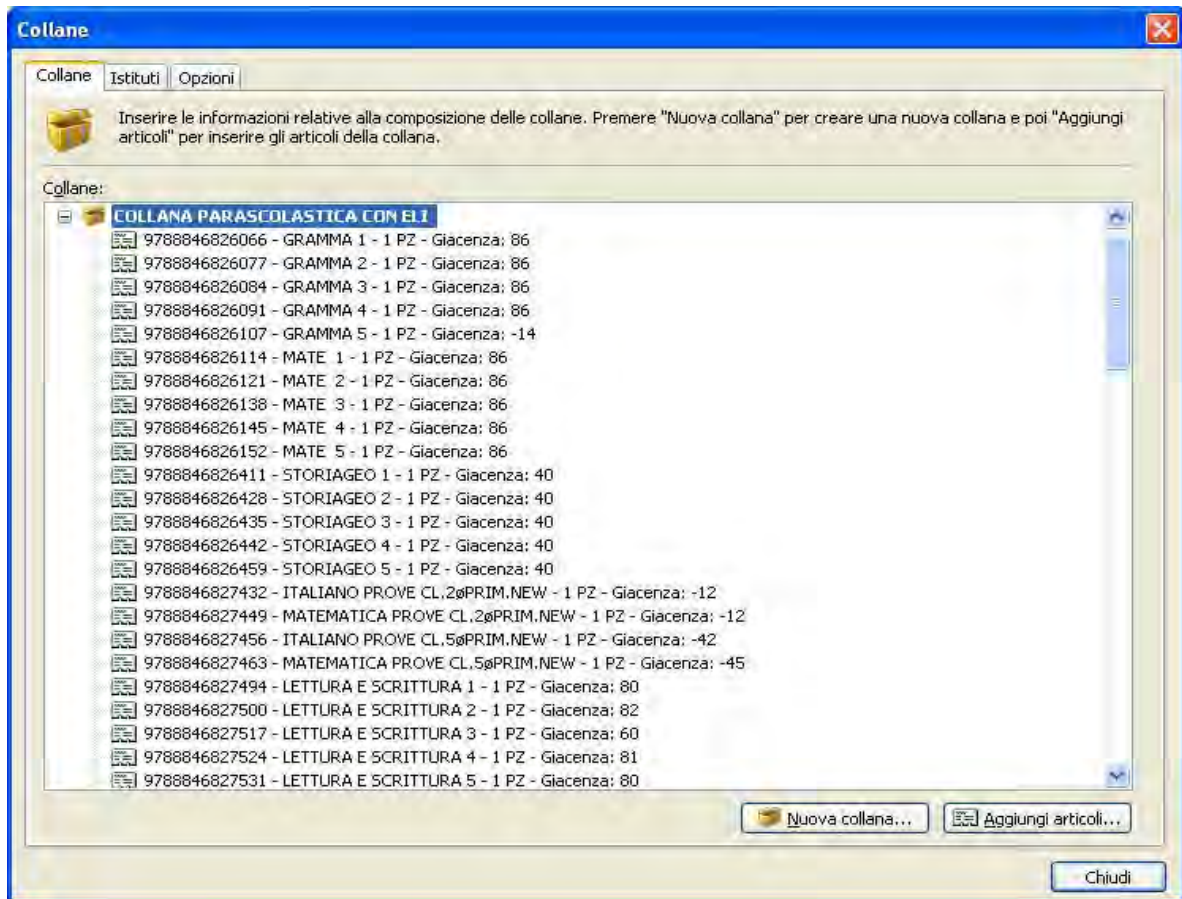 Collane
Collane Istituti Opzioni
Inserire le informazioni relative alla composizione delle collane. Premere "Nuova collana" per creare una nuova collana e poi "Aggiungi
articoli" per inserire gli articoli della collana.
Collane:
COLLANA PARASCOLASTICA CON ELI
9788846826066 - GRAMMA 1 - 1 PZ - Giacenza: 86
9788846826077 - GRAMMA 2 - 1 PZ - Giacenza: 86
9788846826084 - GRAMMA 3 - 1 PZ - Giacenza: 86
9788846826091 - GRAMMA 4 - 1 PZ - Giacenza: 86
9788846826107 - GRAMMA 5 - 1 PZ - Giacenza: -14
9788846826114 - MATE  1 - 1 PZ - Giacenza: 86
9788846826121 - MATE  2 - 1 PZ - Giacenza: 86
9788846826138 - MATE  3 - 1 PZ - Giacenza: 86
9788846826145 - MATE  4 - 1 PZ - Giacenza: 86
9788846826152 - MATE  5 - 1 PZ - Giacenza: 86
9788846826411 - STORIAGEO 1 - 1 PZ - Giacenza: 40
9788846826428 - STORIAGEO 2 - 1 PZ - Giacenza: 40
9788846826435 - STORIAGEO 3 - 1 PZ - Giacenza: 40
9788846826442 - STORIAGEO 4 - 1 PZ - Giacenza: 40
9788846826459 - STORIAGEO 5 - 1 PZ - Giacenza: 40
9788846827432 - ITALIANO PROVE CL.2øPRIM.NEW - 1 PZ - Giacenza: -12
9788846827449 - MATEMATICA PROVE CL.2øPRIM.NEW - 1 PZ - Giacenza: -12
9788846827456 - ITALIANO PROVE CL.5øPRIM.NEW - 1 PZ - Giacenza: -42
9788846827463 - MATEMATICA PROVE CL.5øPRIM.NEW - 1 PZ - Giacenza: -45
9788846827494 - LETTURA E SCRITTURA 1 - 1 PZ - Giacenza: 80
9788846827500 - LETTURA E SCRITTURA 2 - 1 PZ - Giacenza: 82
9788846827517 - LETTURA E SCRITTURA 3 - 1 PZ - Giacenza: 60
9788846827524 - LETTURA E SCRITTURA 4 - 1 PZ - Giacenza: 81
9788846827531 - LETTURA E SCRITTURA 5 - 1 PZ - Giacenza: 80
Nuova collana... Aggiungi articoli...
Chiudi